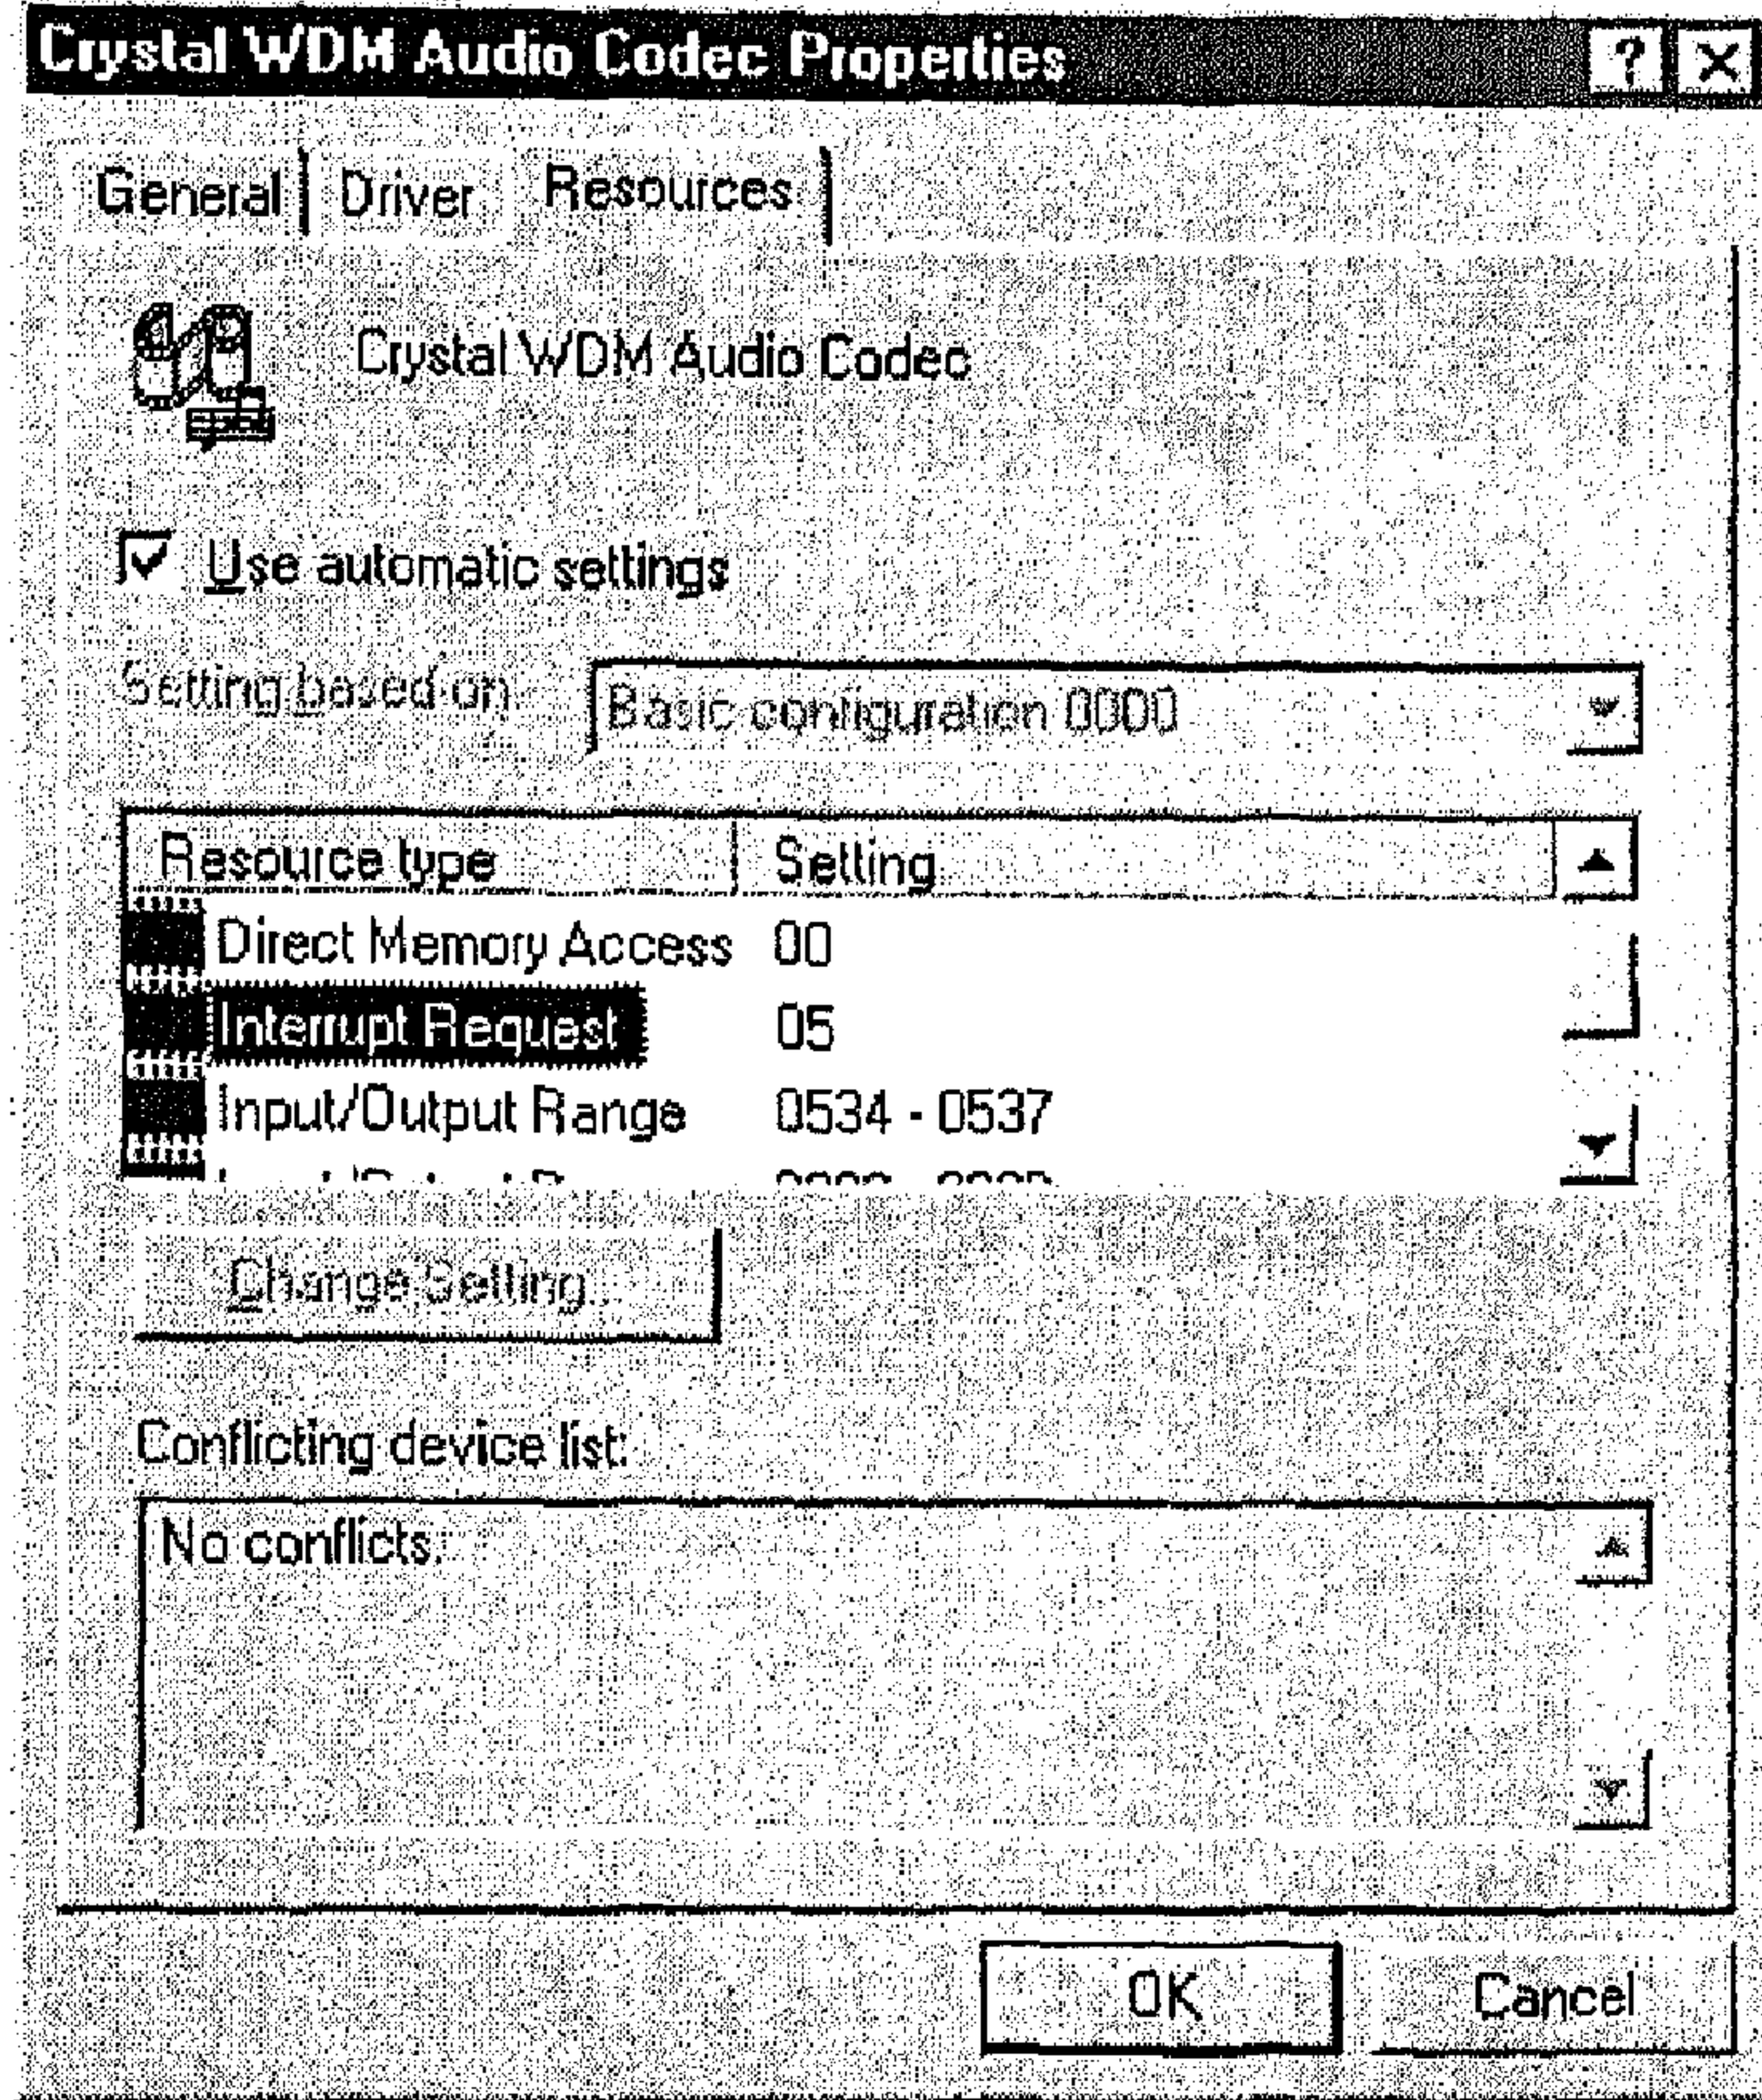 Crystal WDM Audio Codec Properties ? ×
General Driver Resources
Crystal WDM Audio Codec
Use automatic settings
Setting based on Basic configuration 0000
Resource type Setting
Direct Memory Access 00
Interrupt Request 05
Input/Output Range 0534 - 0537
Change Setting...
Conflicting device list:
No conflicts.
OK Cancel